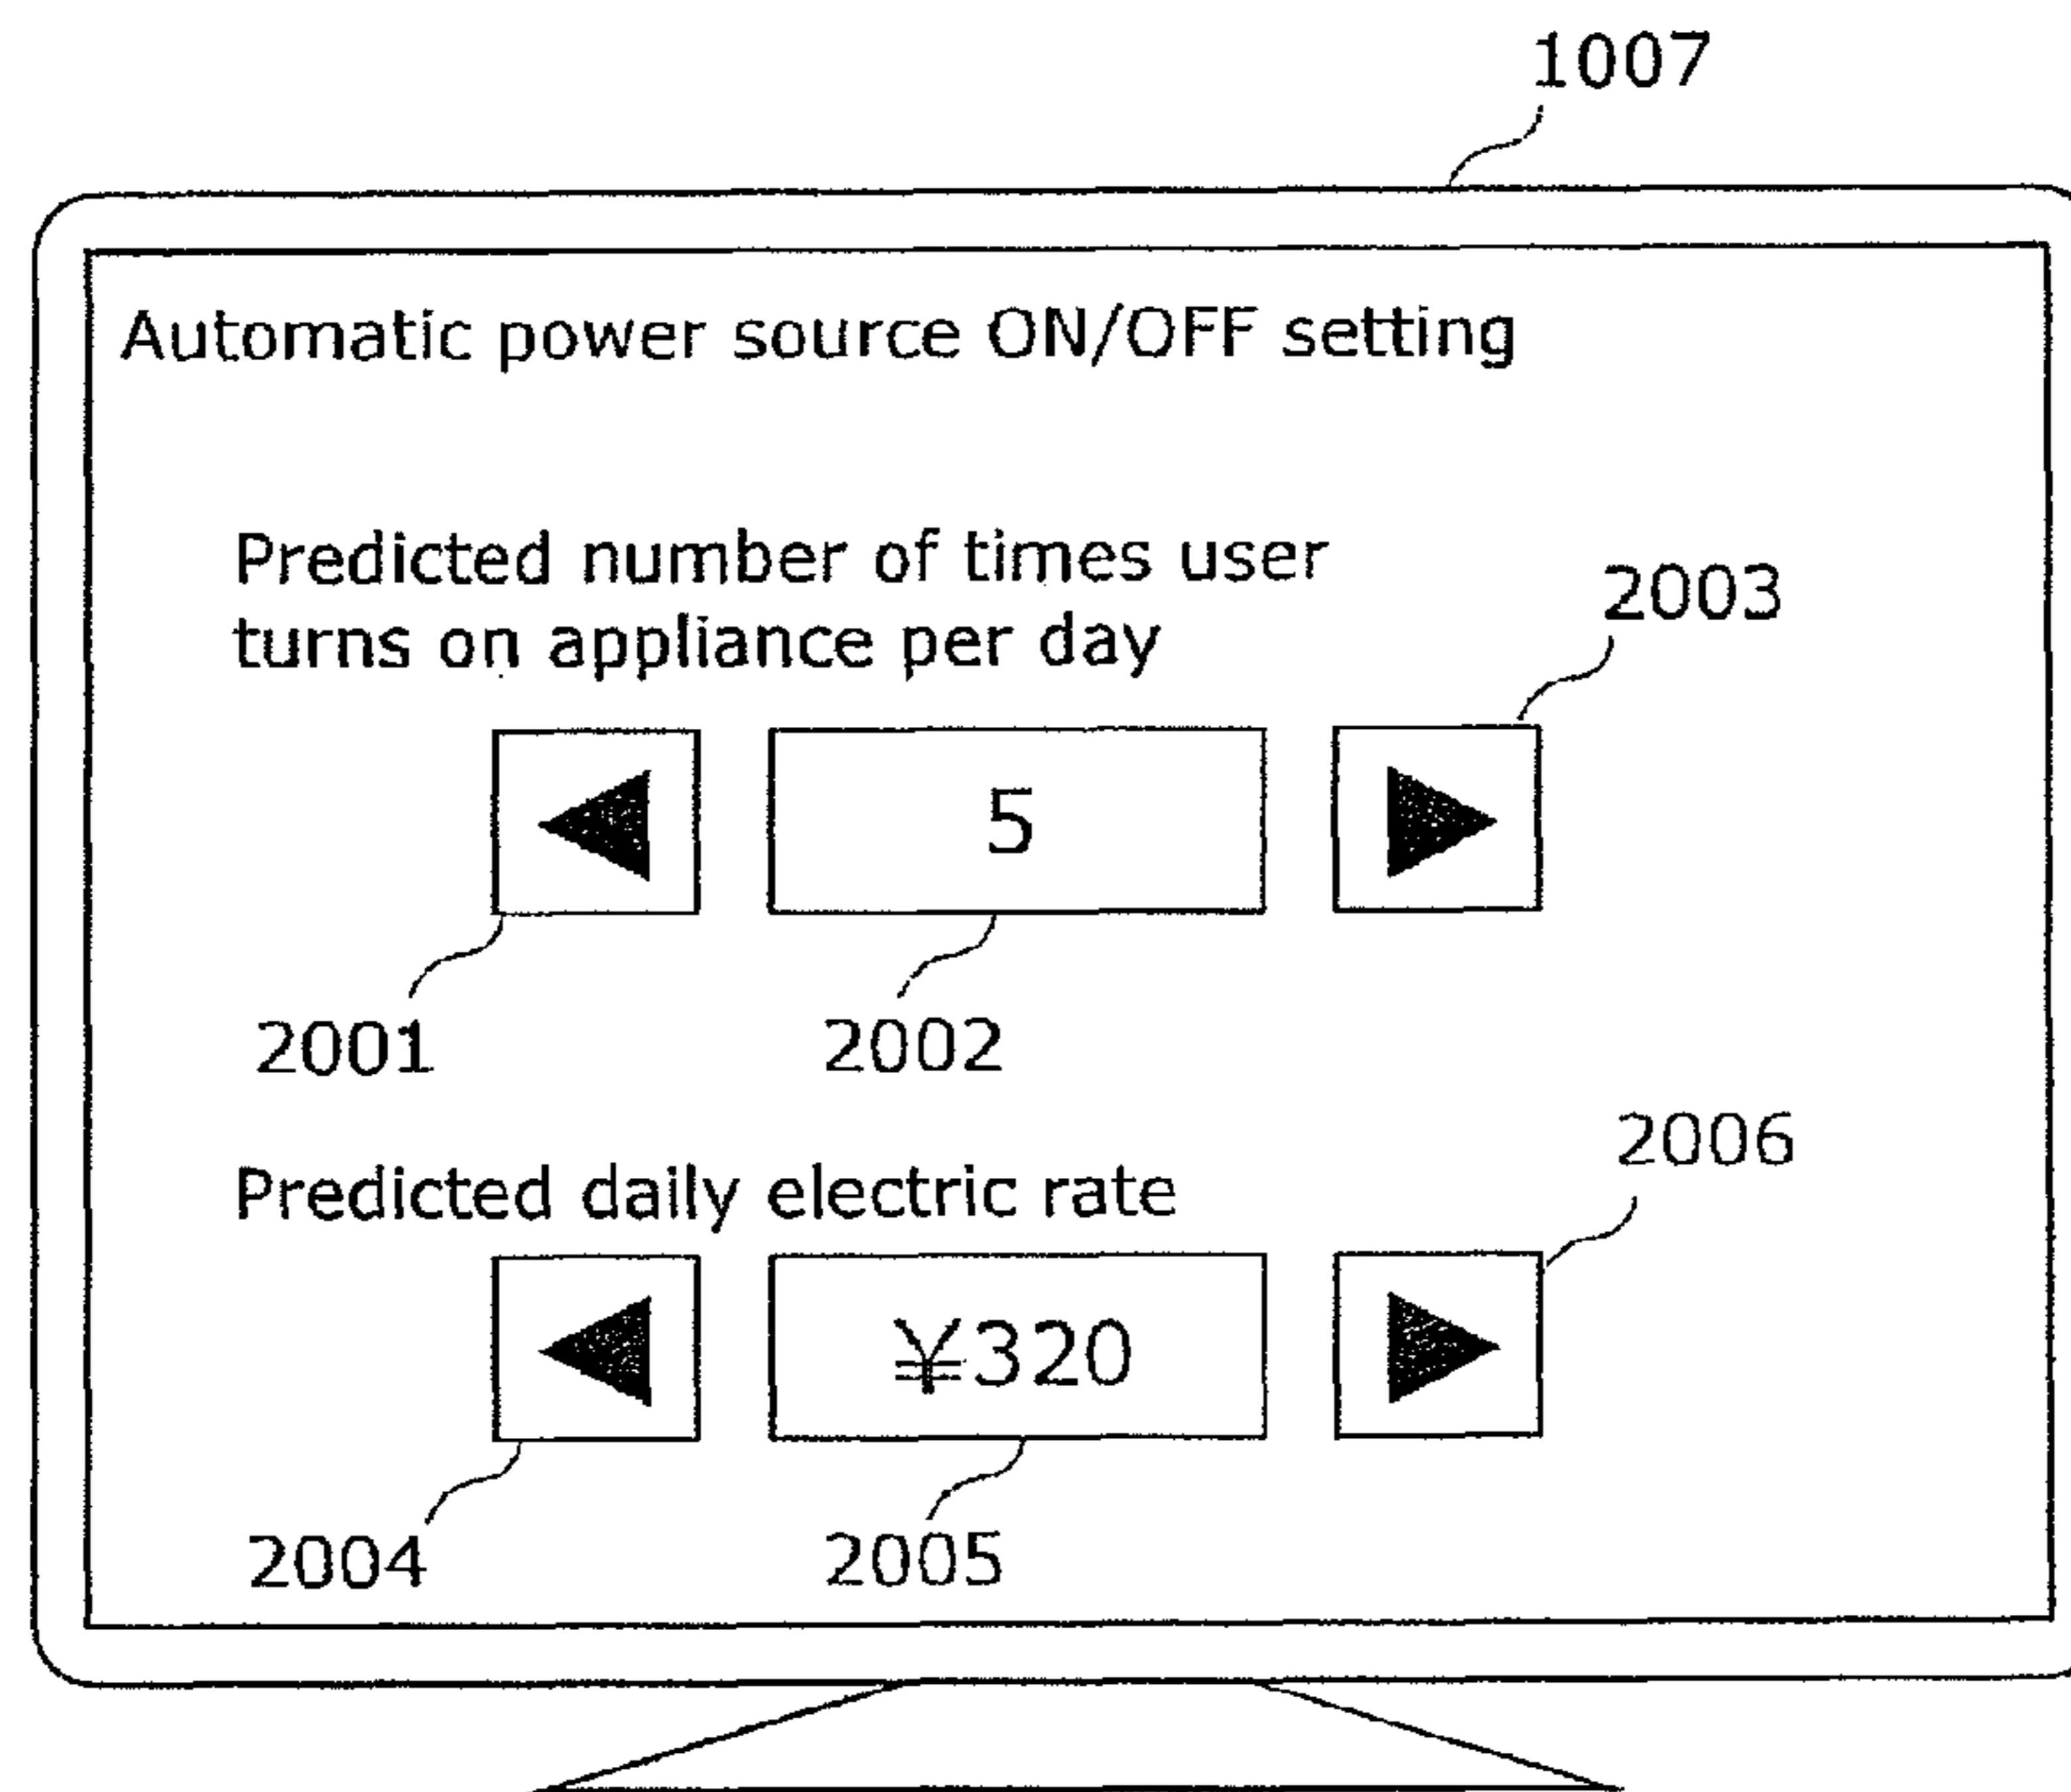 1007
Automatic power source ON/OFF setting
Predicted number of times user
turns on appliance per day
2003
5
2001
2002
2006
Predicted daily electric rate
¥320
2004
2005